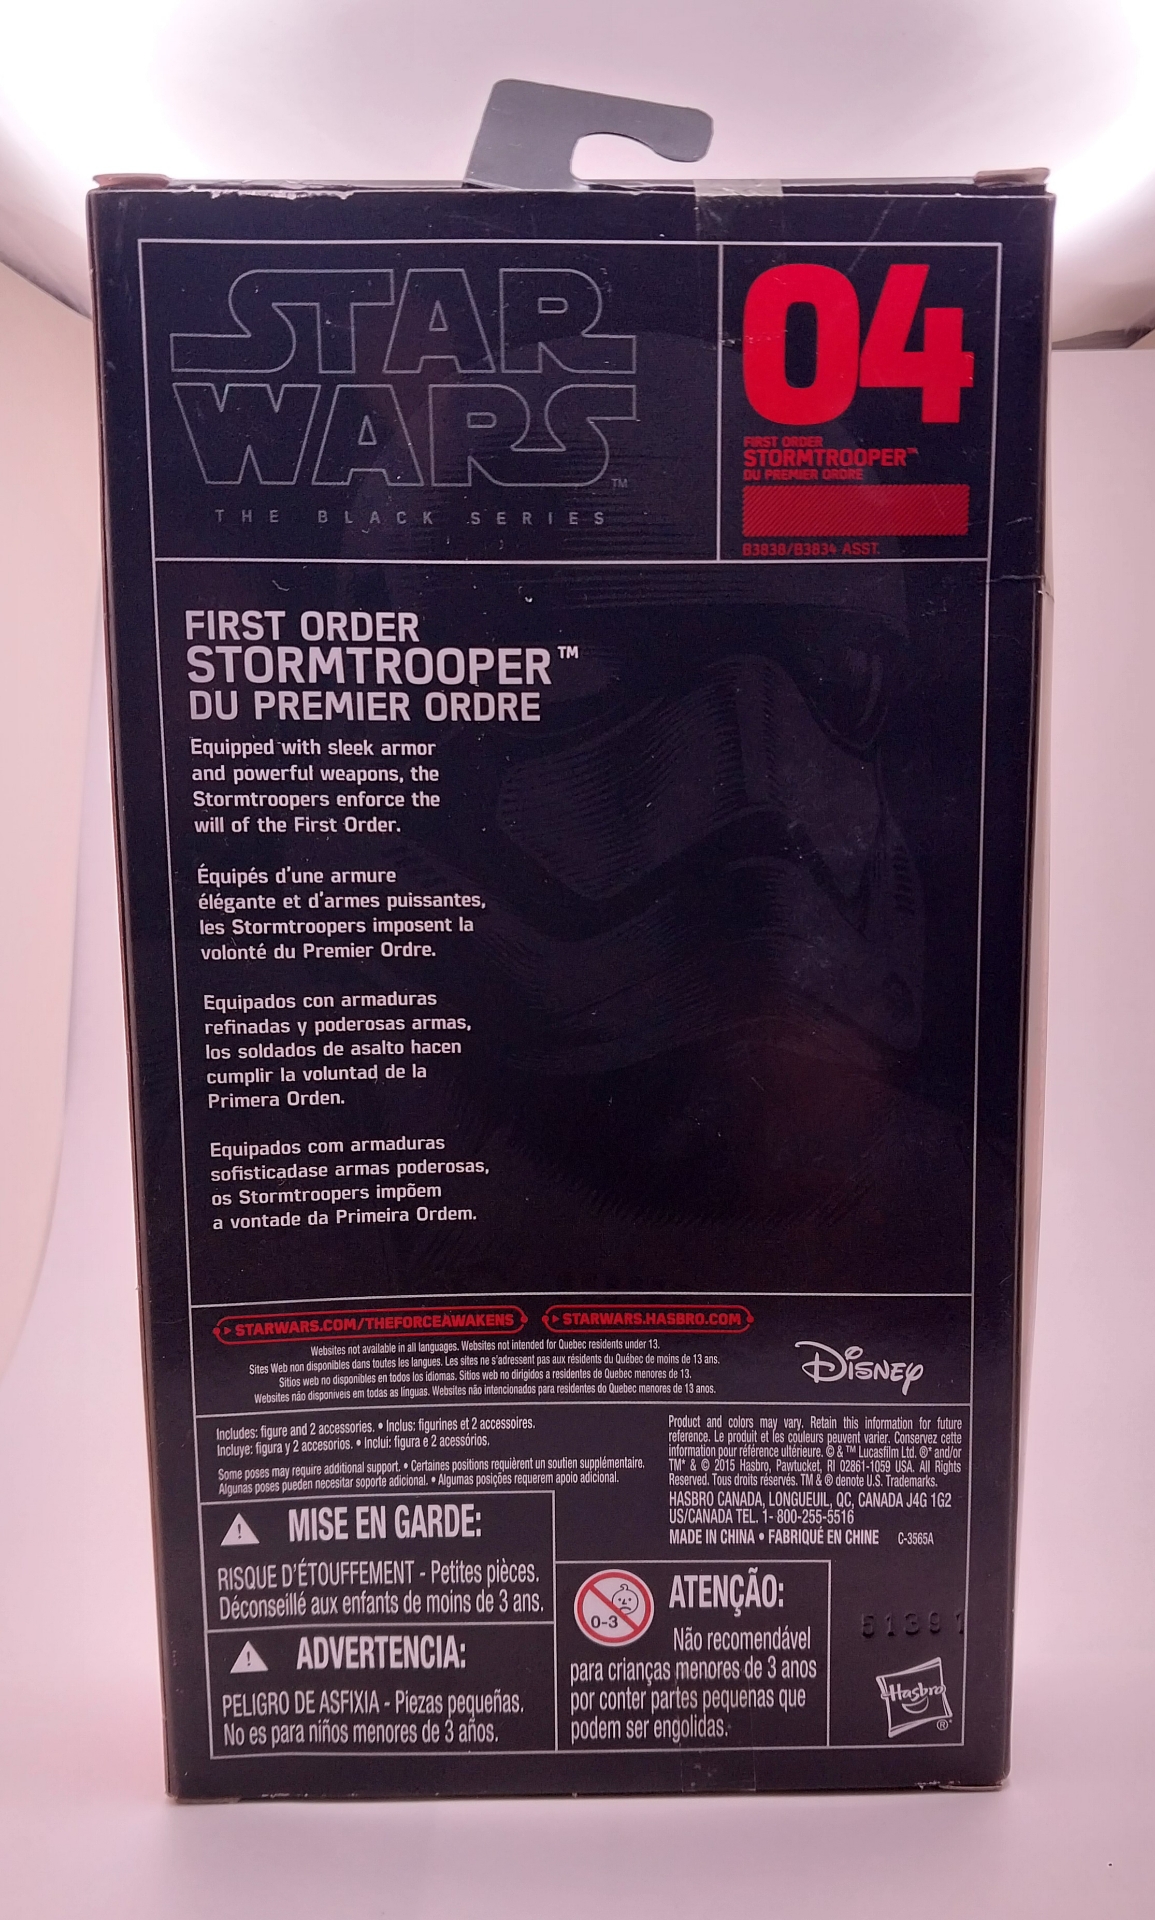 STAR
WARS
TM
THE BLACK SERIES
04
FIRST ORDER
STORMTROOPER™
DU PREMIER ORDRE
B3838/B3834 ASST.
FIRST ORDER
STORMTROOPER™
DU PREMIER ORDRE
Equipped with sleek armor
and powerful weapons, the
Stormtroopers enforce the
will of the First Order.
Équipés d'une armure
élégante et d'armes puissantes,
les Stormtroopers imposent la
volonté du Premier Ordre.
Equipados con armaduras
refinadas y poderosas armas,
los soldados de asalto hacen
cumplir la voluntad de la
Primera Orden.
Equipados com armaduras
sofisticadase armas poderosas,
os Stormtroopers impõem
a vontade da Primeira Ordem.
STARWARS.COM/THEFORCEAWAKENS
STARWARS.HASBRO.COM
Websites not available in all languages. Websites not intended for Quebec residents under 13.
Sites Web non disponibles dans toutes les langues. Les sites ne s'adressent pas aux résidents du Québec de moins de 13 ans.
Sitios web no disponibles en todos los idiomas. Sitios web no dirigidos a residentes de Quebec menores de 13.
Websites não disponíveis em todas as línguas. Websites não intencionados para residentes do Quebec menores de 13 anos.
Disney
Includes: figure and 2 accessories. • Inclus: figurines et 2 accessoires.
Incluye: figura y 2 accesorios. • Inclui: figura e 2 acessórios.
Some poses may require additional support. • Certaines positions requièrent un soutien supplémentaire.
Algunas poses pueden necesitar soporte adicional. • Algumas posições requerem apoio adicional.
Product and colors may vary. Retain this information for future
reference. Le produit et les couleurs peuvent varier. Conservez cette
information pour référence ultérieure. © & ™ Lucasfilm Ltd. ®* and/or
TM* & © 2015 Hasbro, Pawtucket, RI 02861-1059 USA. All Rights
Reserved. Tous droits réservés. TM & ® denote U.S. Trademarks.
HASBRO CANADA, LONGUEUIL, QC, CANADA J4G 1G2
US/CANADA TEL. 1- 800-255-5516
MADE IN CHINA • FABRIQUÉ EN CHINE C-3565A
MISE EN GARDE:
RISQUE D'ÉTOUFFEMENT - Petites pièces.
Déconseillé aux enfants de moins de 3 ans.
ADVERTENCIA:
PELIGRO DE ASFIXIA - Piezas pequeñas.
No es para niños menores de 3 años.
0-3
ATENÇÃO:
Não recomendável
para crianças menores de 3 anos
por conter partes pequenas que
podem ser engolidas.
51391
Hasbro
®*